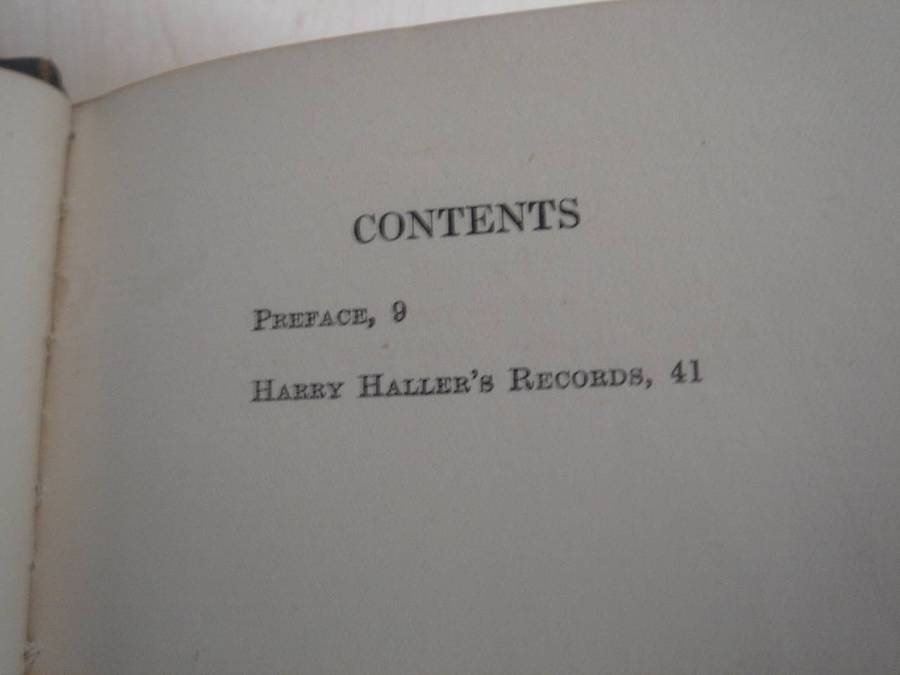 CONTENTS
PREFACE, 9
HARRY HALLER'S RECORDS, 41